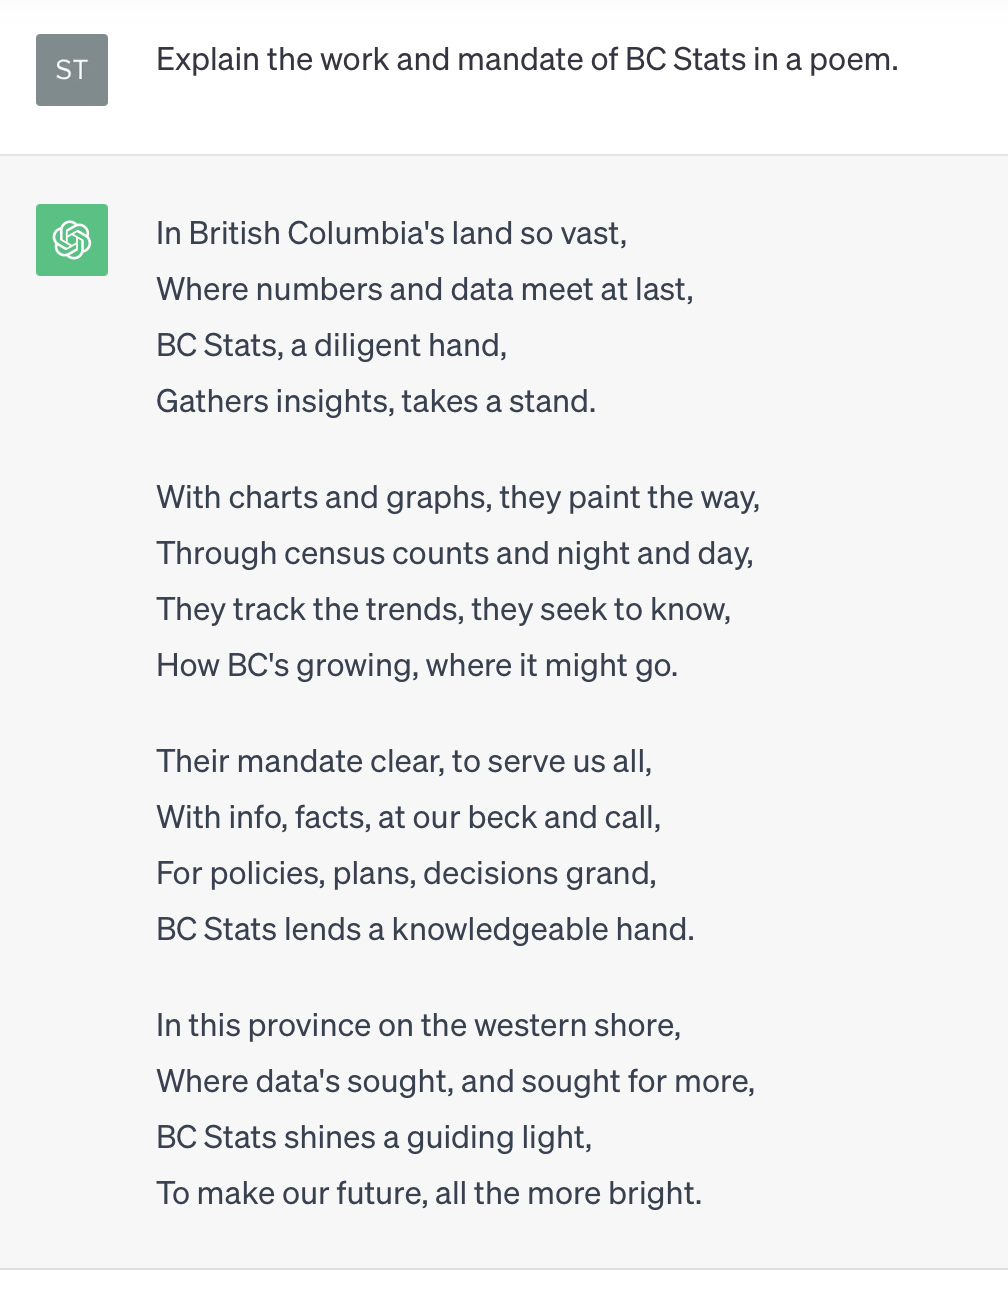 ST
Explain the work and mandate of BC Stats in a poem.
In British Columbia's land so vast,
Where numbers and data meet at last,
BC Stats, a diligent hand,
Gathers insights, takes a stand.
With charts and graphs, they paint the way,
Through census counts and night and day,
They track the trends, they seek to know,
How BC's growing, where it might go.
Their mandate clear, to serve us all,
With info, facts, at our beck and call,
For policies, plans, decisions grand,
BC Stats lends a knowledgeable hand.
In this province on the western shore,
Where data's sought, and sought for more,
BC Stats shines a guiding light,
To make our future, all the more bright.